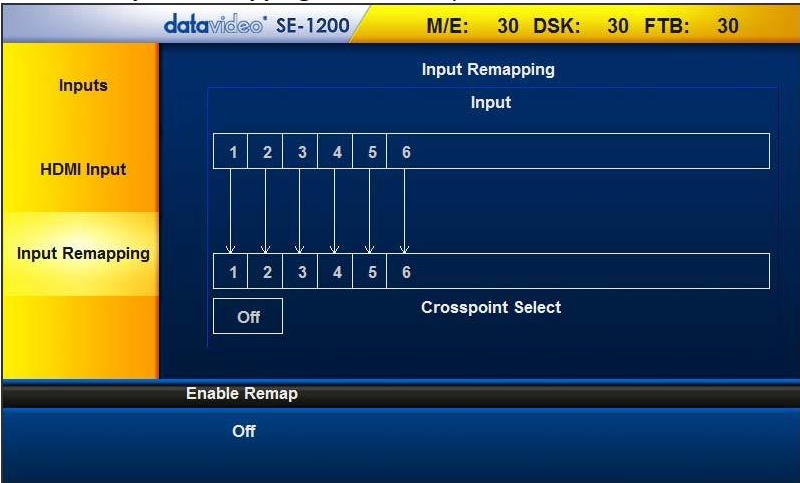 datavideo SE-1200 M/E: 30 DSK: 30 FTB: 30
Inputs
HDMI Input
Input Remapping
Input Remapping
Input
1 2 3 4 5 6
1 2 3 4 5 6
Off
Crosspoint Select
Enable Remap
Off